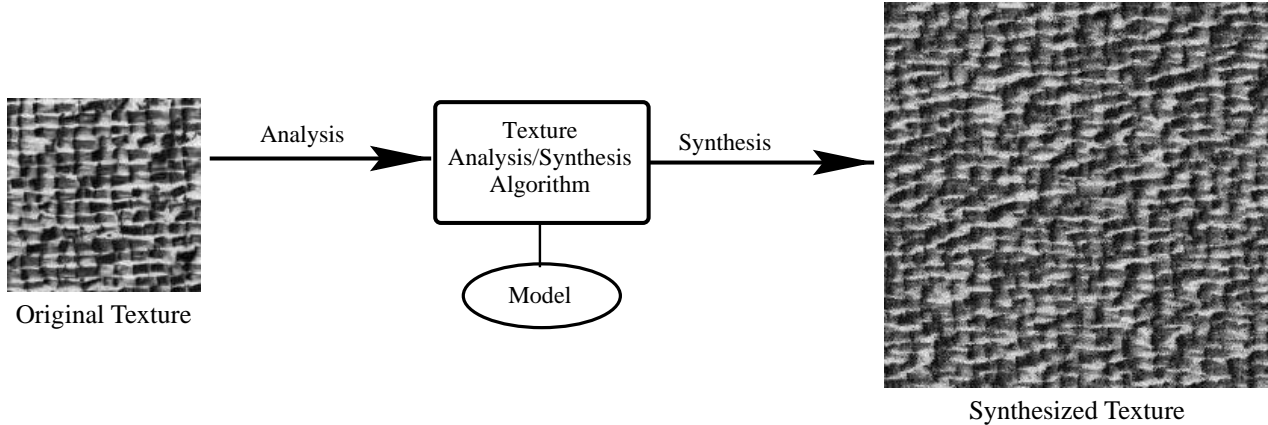 Original Texture
Analysis
Texture
Analysis/Synthesis
Algorithm
Model
Synthesis
Synthesized Texture